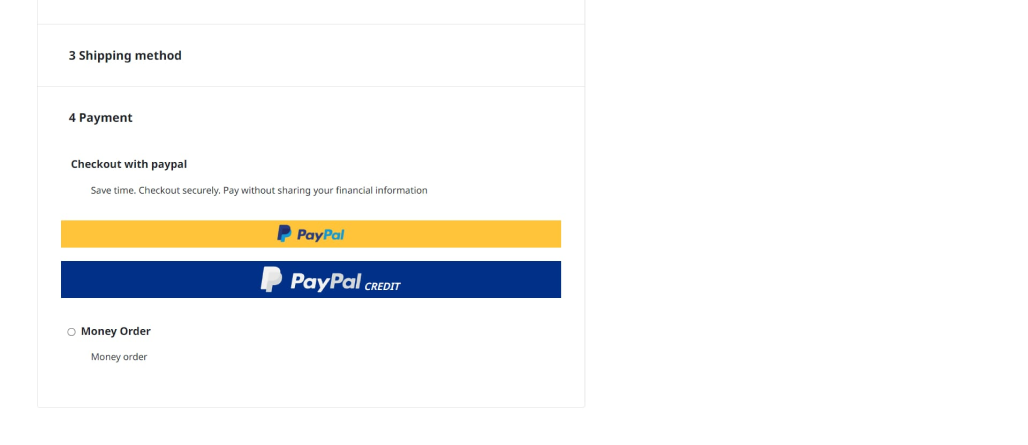 3 Shipping method
4 Payment
Checkout with paypal
Save time. Checkout securely. Pay without sharing your financial information
PayPal
PayPal CREDIT
Money Order
Money order